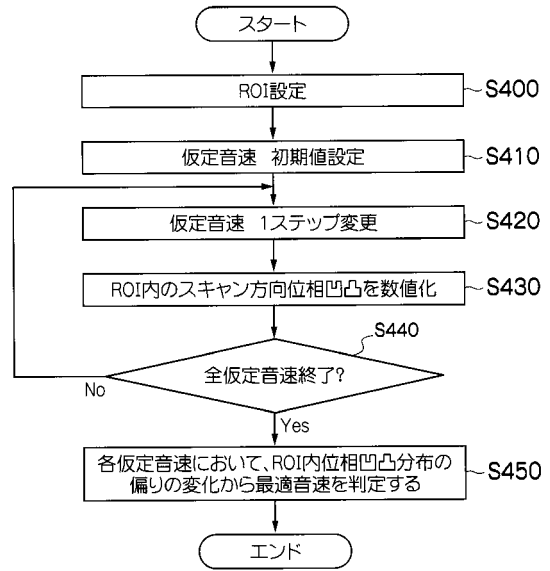 スタート
ROI設定
S400
仮定音速 初期値設定
S410
仮定音速 1ステップ変更
S420
ROI内のスキャン方向位相凹凸を数値化
S430
S440
全仮定音速終了?
No
Yes
各仮定音速において、ROI内位相凹凸分布の
偏りの変化から最適音速を判定する
S450
エンド